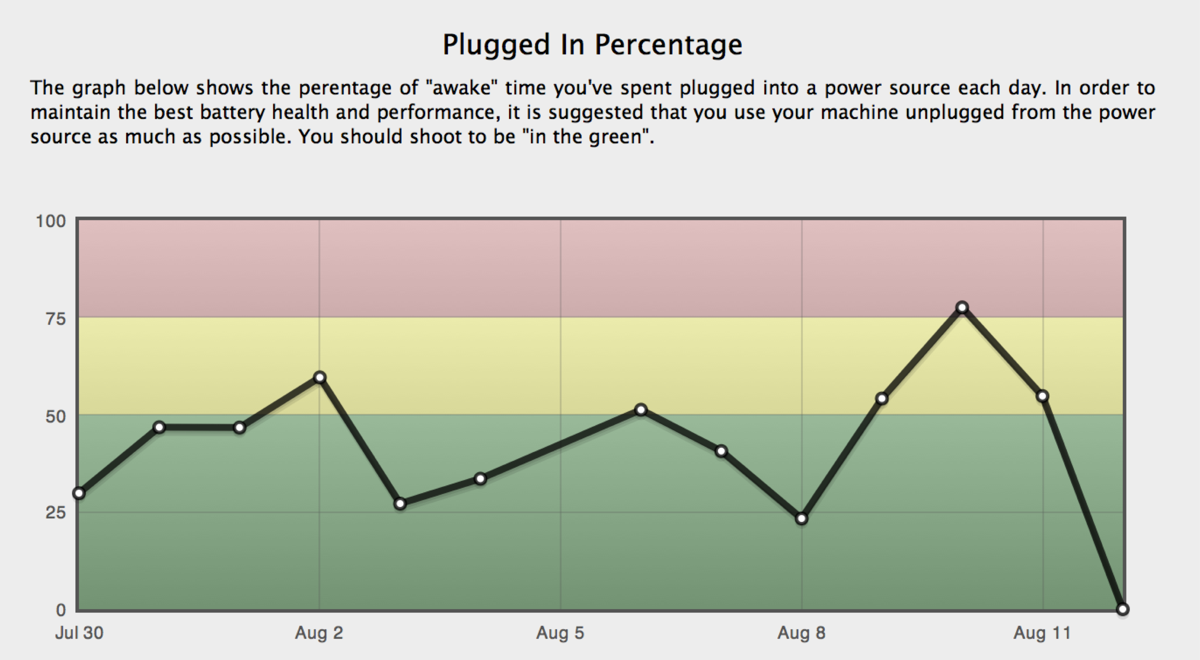 Plugged In Percentage
The graph below shows the perentage of "awake" time you've spent plugged into a power source each day. In order to
maintain the best battery health and performance, it is suggested that you use your machine unplugged from the power
source as much as possible. You should shoot to be "in the green".
100
75
50
25
0
Jul 30 Aug 2 Aug 5 Aug 8 Aug 11